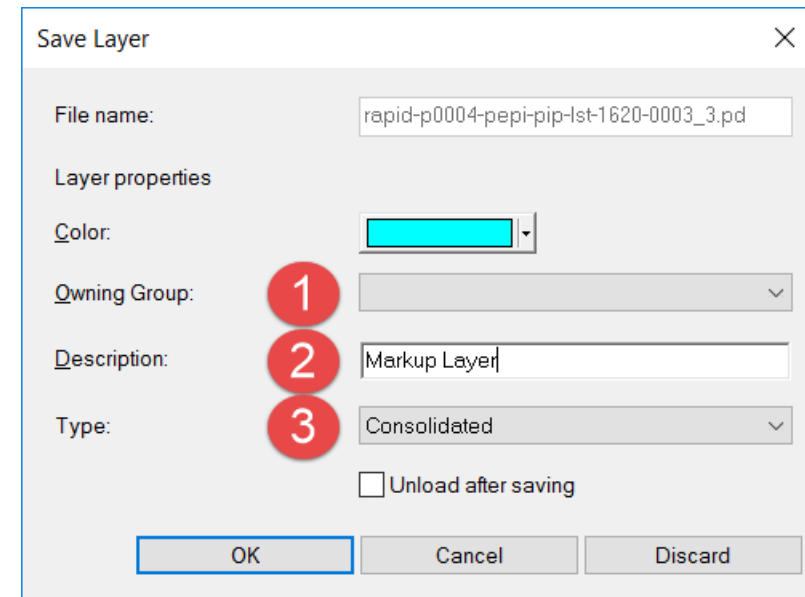 Save Layer
File name: rapid-p0004-pepi-pip-lst-1620-0003_3.pd
Layer properties
Color:
Owning Group: 1
Description: 2 Markup Layer
Type: 3 Consolidated
Unload after saving
OK Cancel Discard